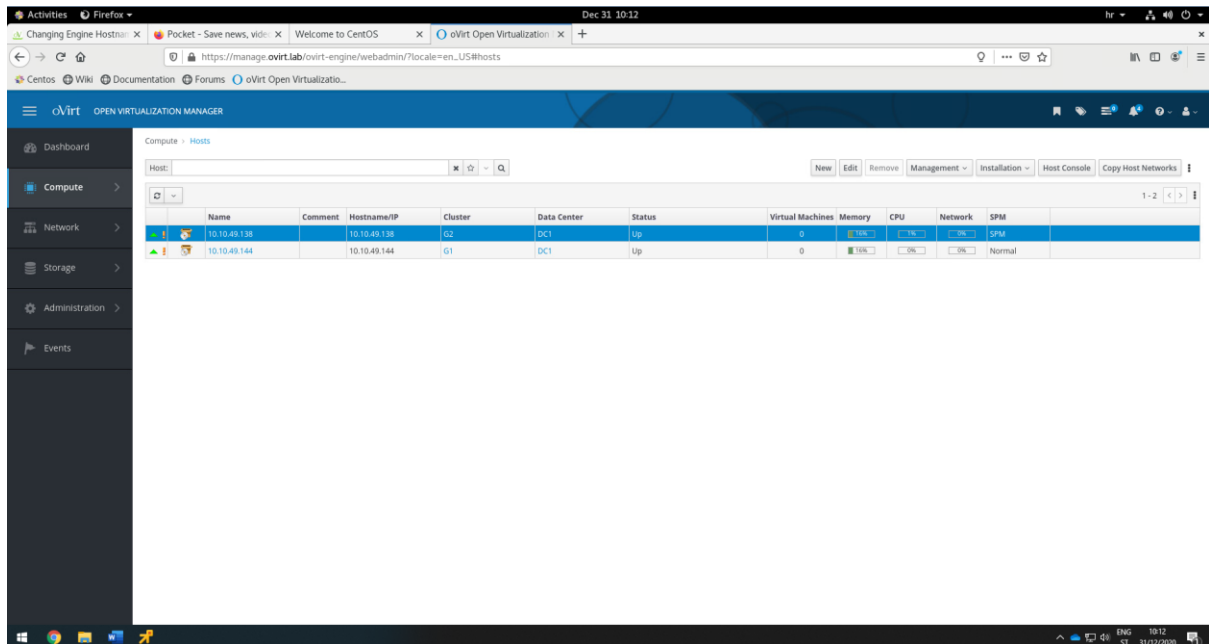 Activities Firefox Dec 31 10:12 hr
Changing Engine Hostnan Pocket - Save news, vide Welcome to CentOS oVirt Open Virtualization
https://manage.ovirt.lab/ovirt-engine/webadmin/?locale=en_US#hosts
Centos Wiki Documentation Forums oVirt Open Virtualizatio...
oVirt OPEN VIRTUALIZATION MANAGER
Dashboard
Compute
Network
Storage
Administration
Events
Compute > Hosts
Host:
New Edit Remove Management Installation Host Console Copy Host Networks
1-2
Name Comment Hostname/IP Cluster Data Center Status Virtual Machines Memory CPU Network SPM
10.10.49.138 10.10.49.138 G2 DC1 Up 0 16% 1% 0% SPM
10.10.49.144 10.10.49.144 G1 DC1 Up 0 16% 0% 0% Normal
ENG 10:12
31/12/2020